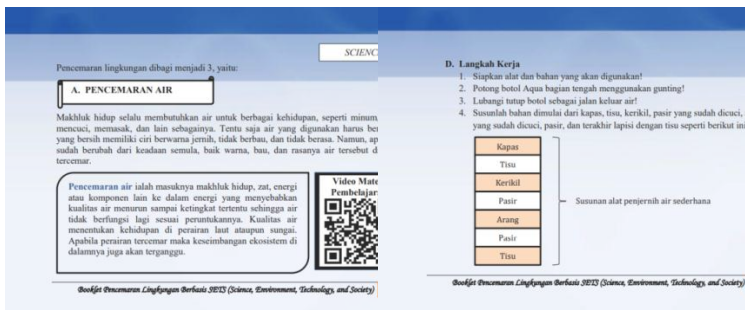 SCIENC
Pencemaran lingkungan dibagi menjadi 3, yaitu:
A. PENCEMARAN AIR
Makhluk hidup selalu membutuhkan air untuk berbagai kehidupan, seperti minum,
mencuci, memasak, dan lain sebagainya. Tentu saja air yang digunakan harus ber
yang bersih memiliki ciri berwarna jernih, tidak berbau, dan tidak berasa. Namun, ap
sudah berubah dari keadaan semula, baik warna, bau, dan rasanya air tersebut d
tercemar.
Pencemaran air ialah masuknya makhluk hidup, zat, energi
atau komponen lain ke dalam energi yang menyebabkan
kualitas air menurun sampai ketingkat tertentu sehingga air
tidak berfungsi lagi sesuai peruntukannya. Kualitas air
menentukan kehidupan di perairan laut ataupun sungai.
Apabila perairan tercemar maka keseimbangan ekosistem di
dalamnya juga akan terganggu.
Video Mate
Pembelajar
Booklet Pencemaran Lingkungan Berbasis SETS (Science, Environment, Technology, and Society)
D. Langkah Kerja
1. Siapkan alat dan bahan yang akan digunakan!
2. Potong botol Aqua bagian tengah menggunakan gunting!
3. Lubangi tutup botol sebagai jalan keluar air!
4. Susunlah bahan dimulai dari kapas, tisu, kerikil, pasir yang sudah dicuci,
yang sudah dicuci, pasir, dan terakhir lapisi dengan tisu seperti berikut ini
Kapas
Tisu
Kerikil
Pasir
Arang
Pasir
Tisu
Susunan alat penjernih air sederhana
Booklet Pencemaran Lingkungan Berbasis SETS (Science, Environment, Technology, and Society)